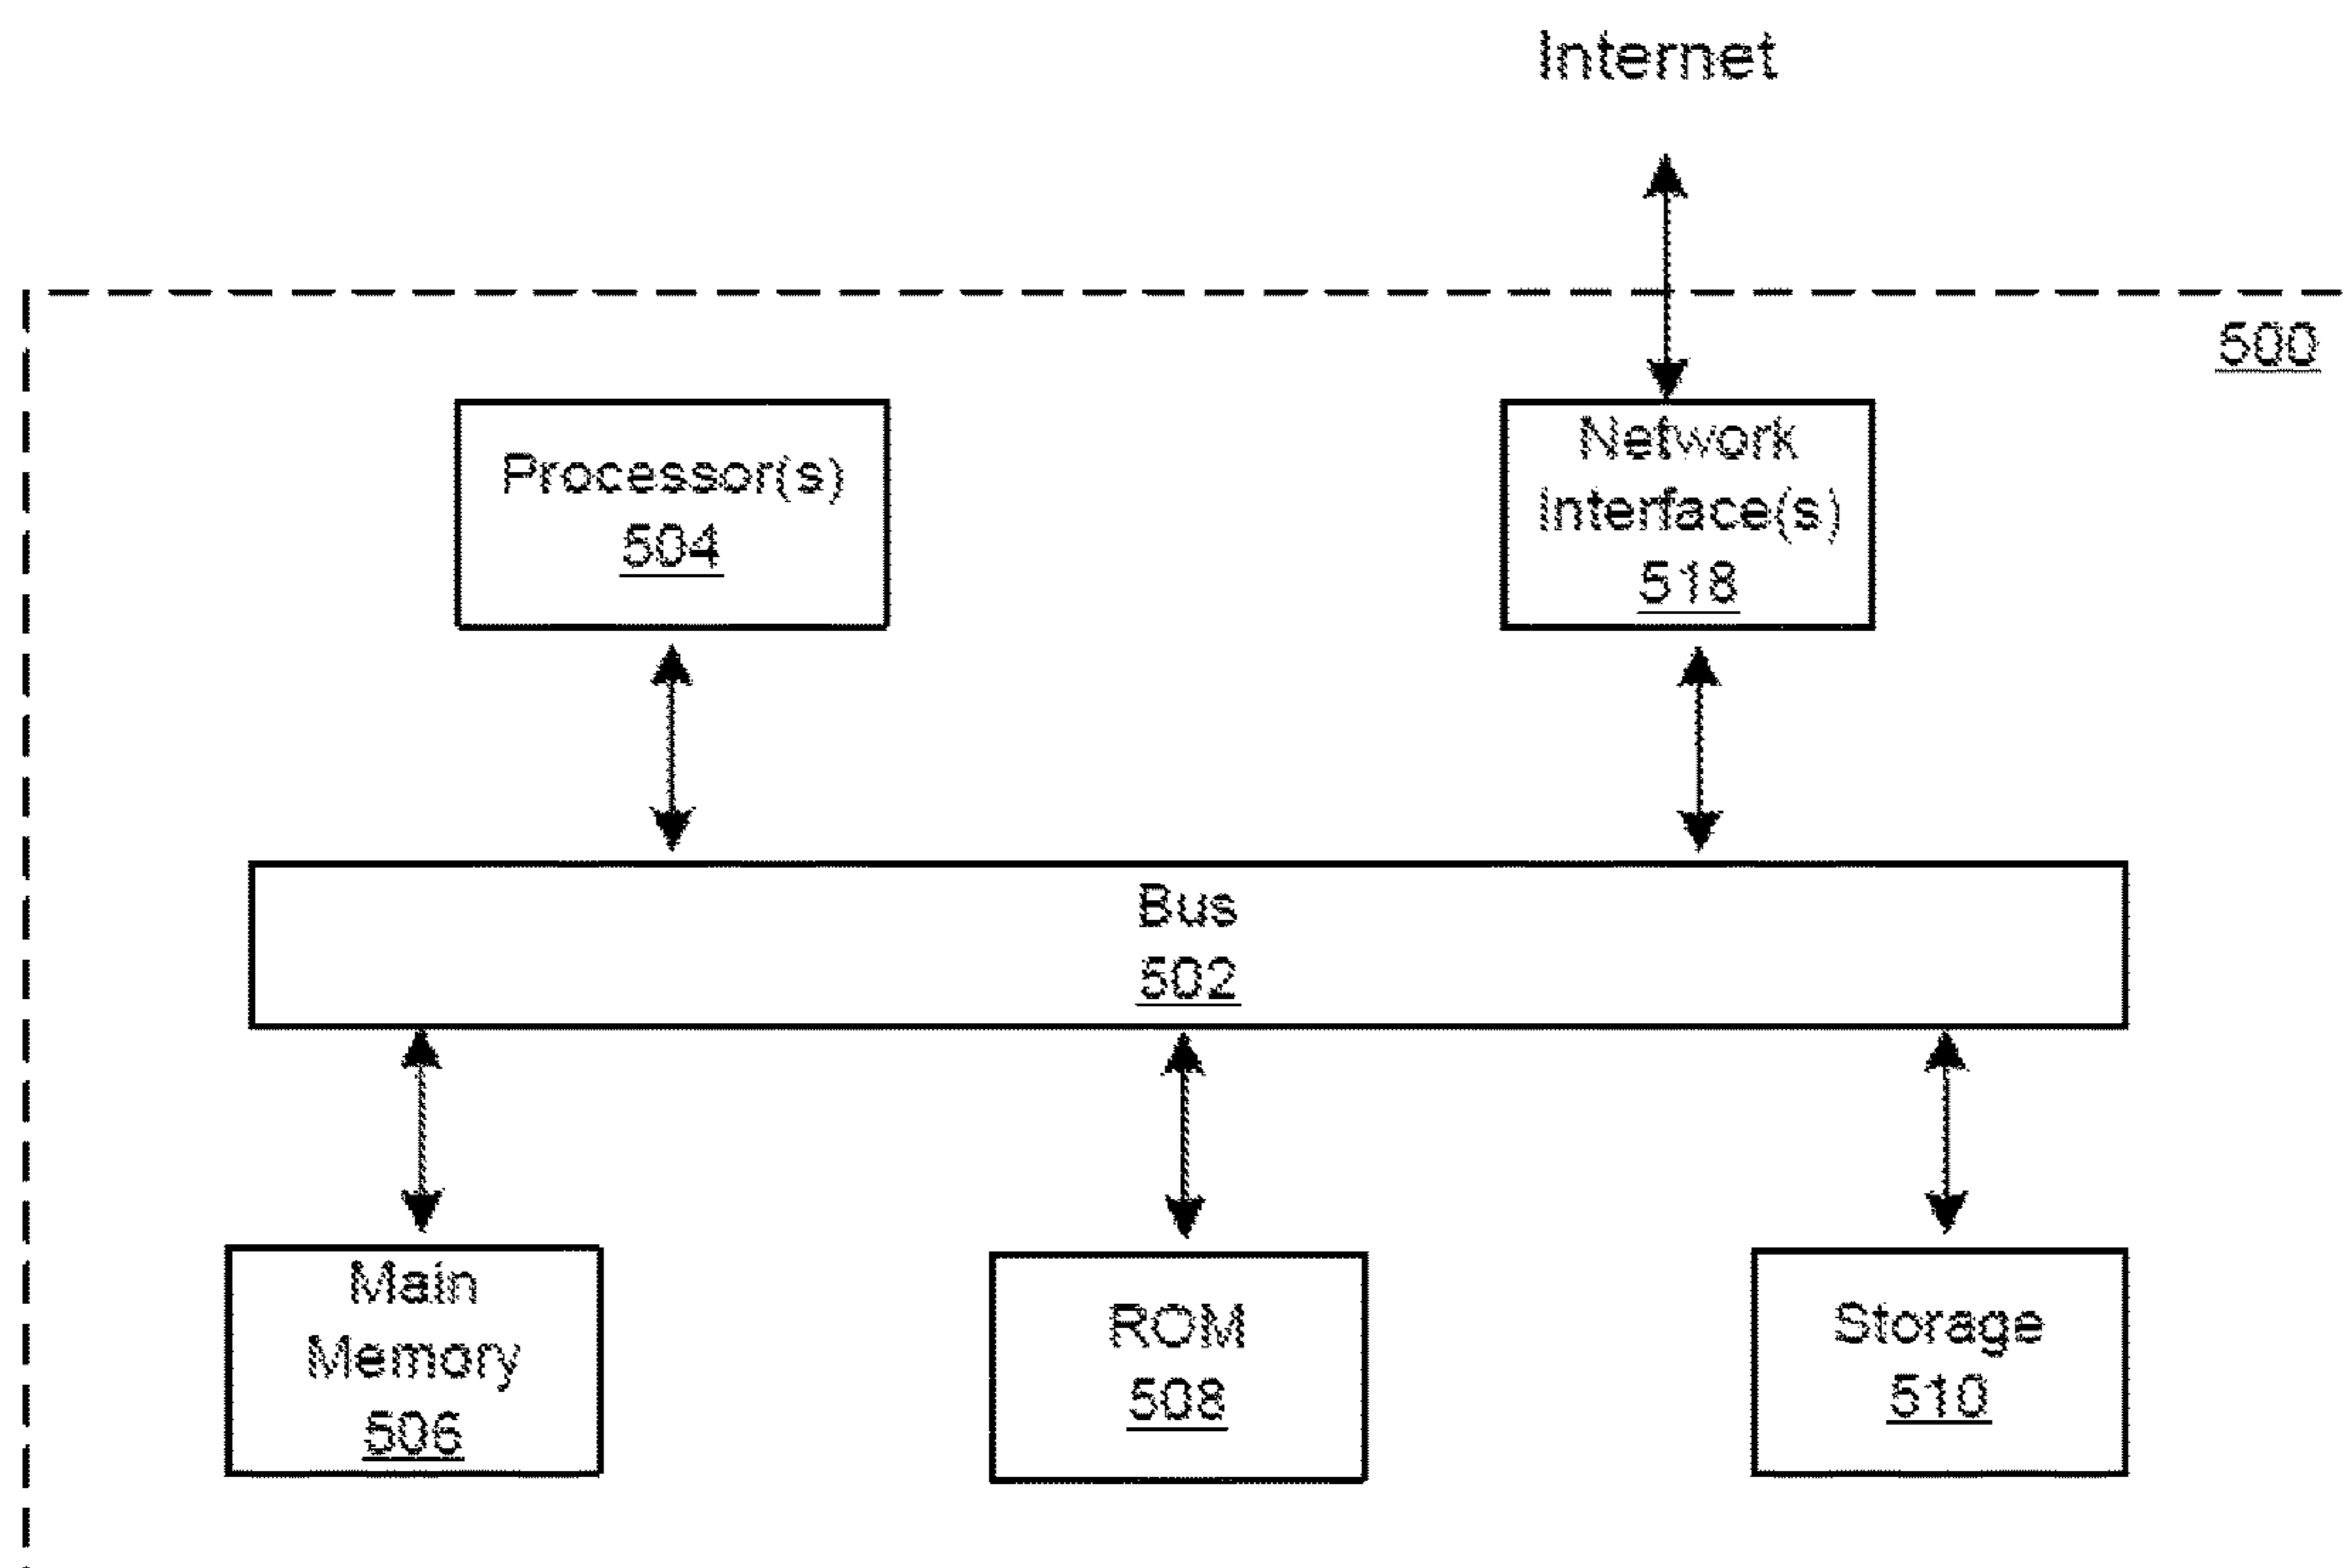 Internet
500
Processor(s)
504
Network
Interface(s)
518
Bus
502
Main
Memory
506
ROM
508
Storage
510